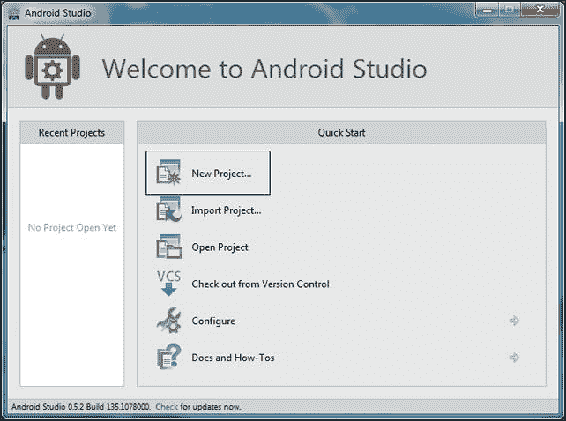 Android Studio
Welcome to Android Studio
Recent Projects
Quick Start
No Project Open Yet
New Project...
Import Project...
Open Project
VCS
Check out from Version Control
Configure
Docs and How-Tos
Android Studio 0.5.2 Build 135.1078000. Check for updates now.